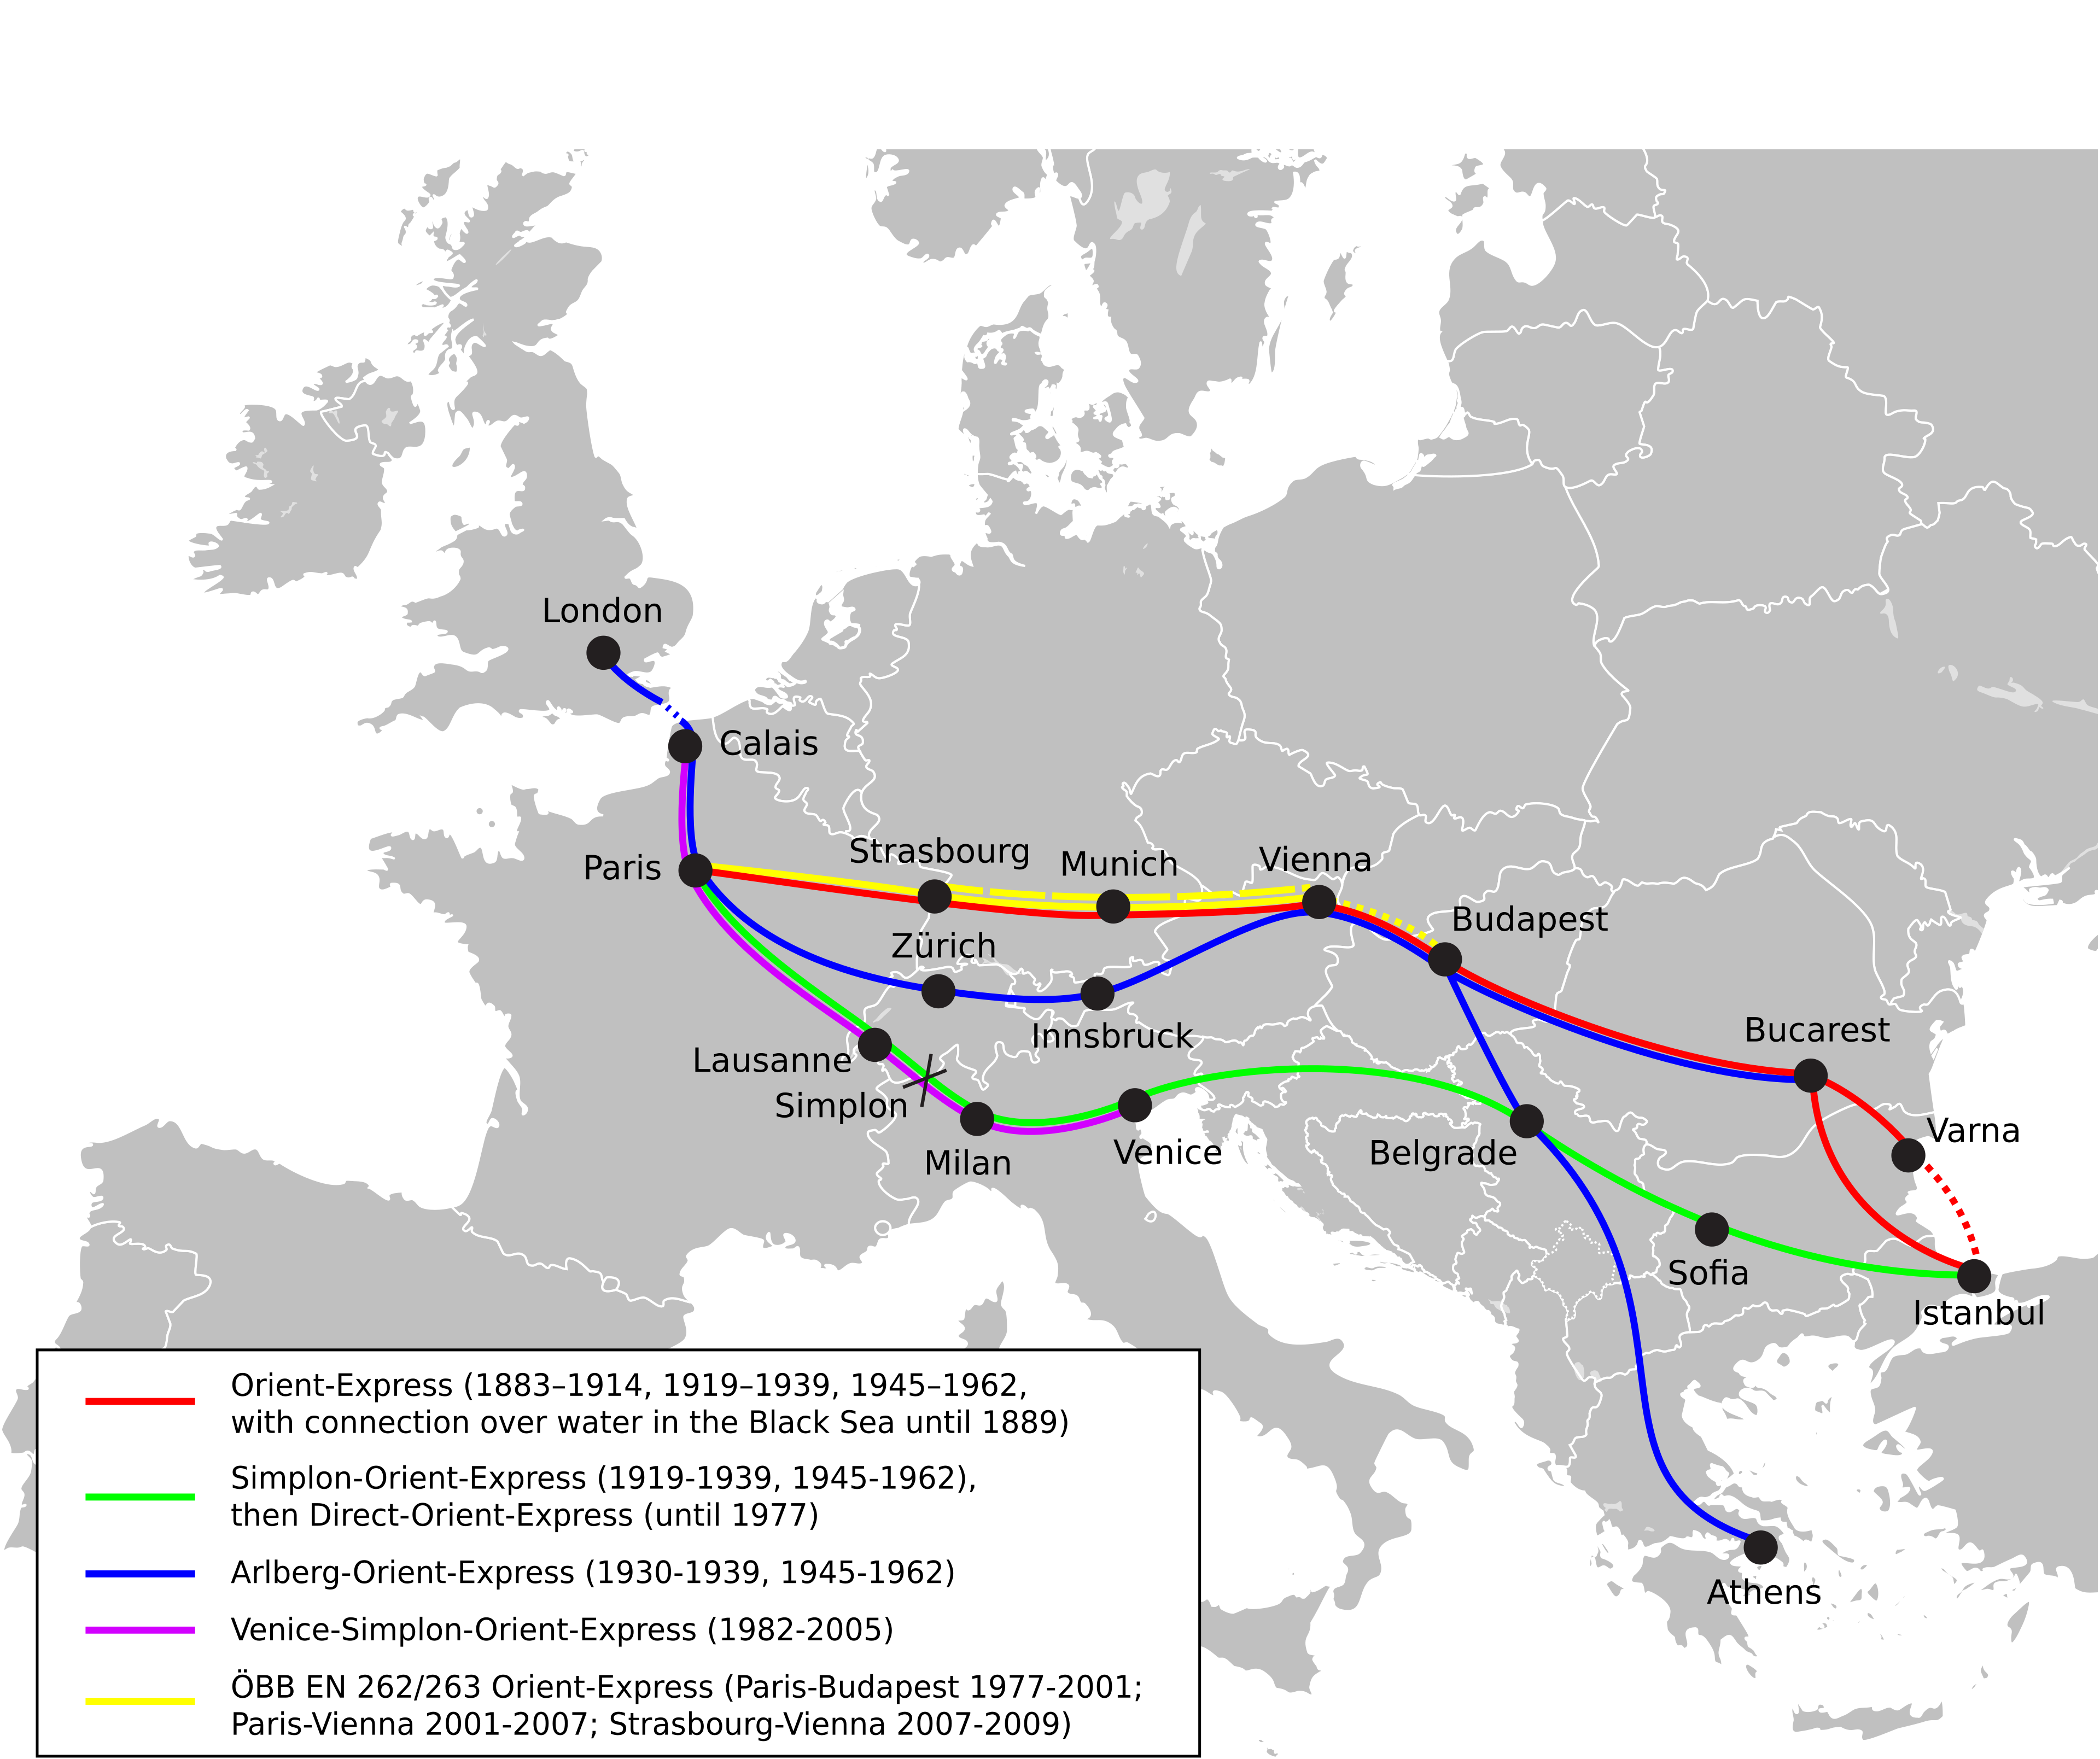 London
Calais
Paris
Strasbourg
Munich
Vienna
Budapest
Zürich
Innsbruck
Lausanne
Simplon
Milan
Venice
Belgrade
Bucarest
Varna
Sofia
Istanbul
Athens
Orient-Express (1883–1914, 1919–1939, 1945–1962,
with connection over water in the Black Sea until 1889)
Simplon-Orient-Express (1919-1939, 1945-1962),
then Direct-Orient-Express (until 1977)
Arlberg-Orient-Express (1930-1939, 1945-1962)
Venice-Simplon-Orient-Express (1982-2005)
ÖBB EN 262/263 Orient-Express (Paris-Budapest 1977-2001;
Paris-Vienna 2001-2007; Strasbourg-Vienna 2007-2009)